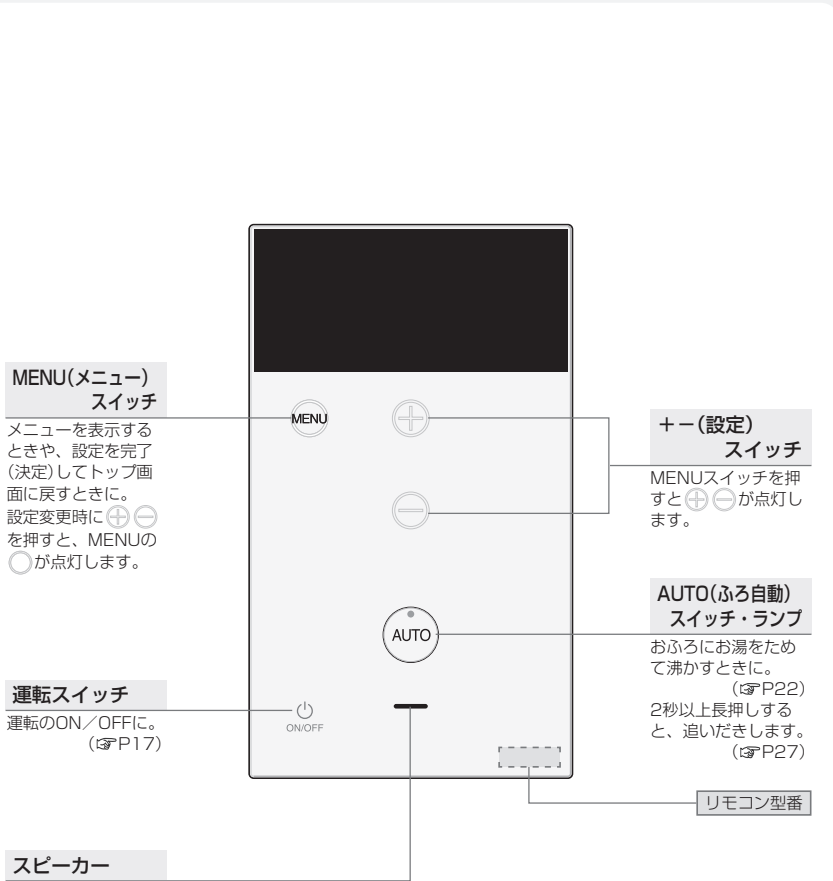 MENU(メニュー)
スイッチ
メニューを表示する
ときや、設定を完了
(決定)してトップ画
面に戻すときに。
設定変更時に⊕⊖
を押すと、MENUの
◯が点灯します。
運転スイッチ
運転のON／OFFに。
(☞P17)
スピーカー
MENU
AUTO
ON/OFF
＋－(設定)
スイッチ
MENUスイッチを押
すと⊕⊖が点灯し
ます。
AUTO(ふろ自動)
スイッチ・ランプ
おふろにお湯をため
て沸かすときに。
(☞P22)
2秒以上長押しする
と、追いだきします。
(☞P27)
リモコン型番